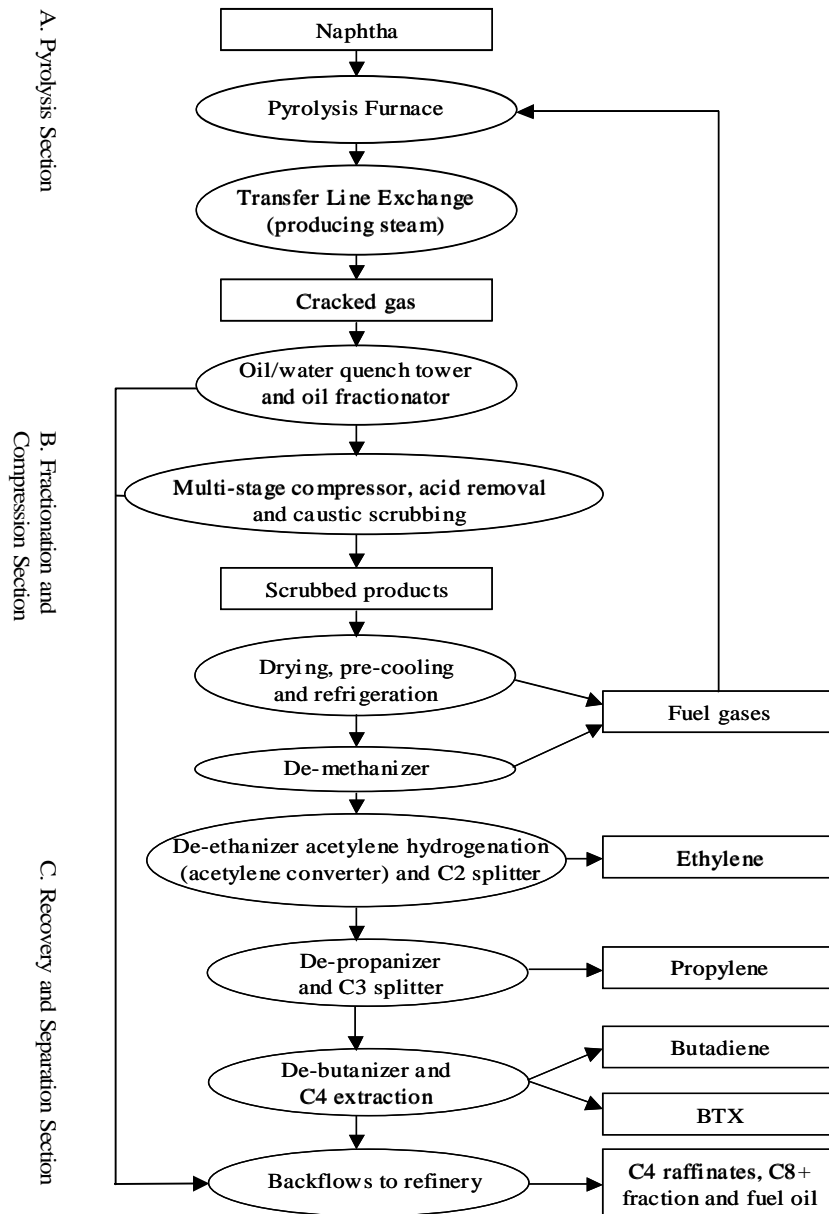 A. Pyrolysis Section
Naphtha
Pyrolysis Furnace
Transfer Line Exchange
(producing steam)
Cracked gas
B. Fractionation and
Compression Section
Oil/water quench tower
and oil fractionator
Multi-stage compressor, acid removal
and caustic scrubbing
Scrubbed products
Drying, pre-cooling
and refrigeration
Fuel gases
De-methanizer
C. Recovery and Separation Section
De-ethanizer acetylene hydrogenation
(acetylene converter) and C2 splitter
Ethylene
De-propanizer
and C3 splitter
Propylene
De-butanizer and
C4 extraction
Butadiene
BTX
Backflows to refinery
C4 raffinates, C8+
fraction and fuel oil